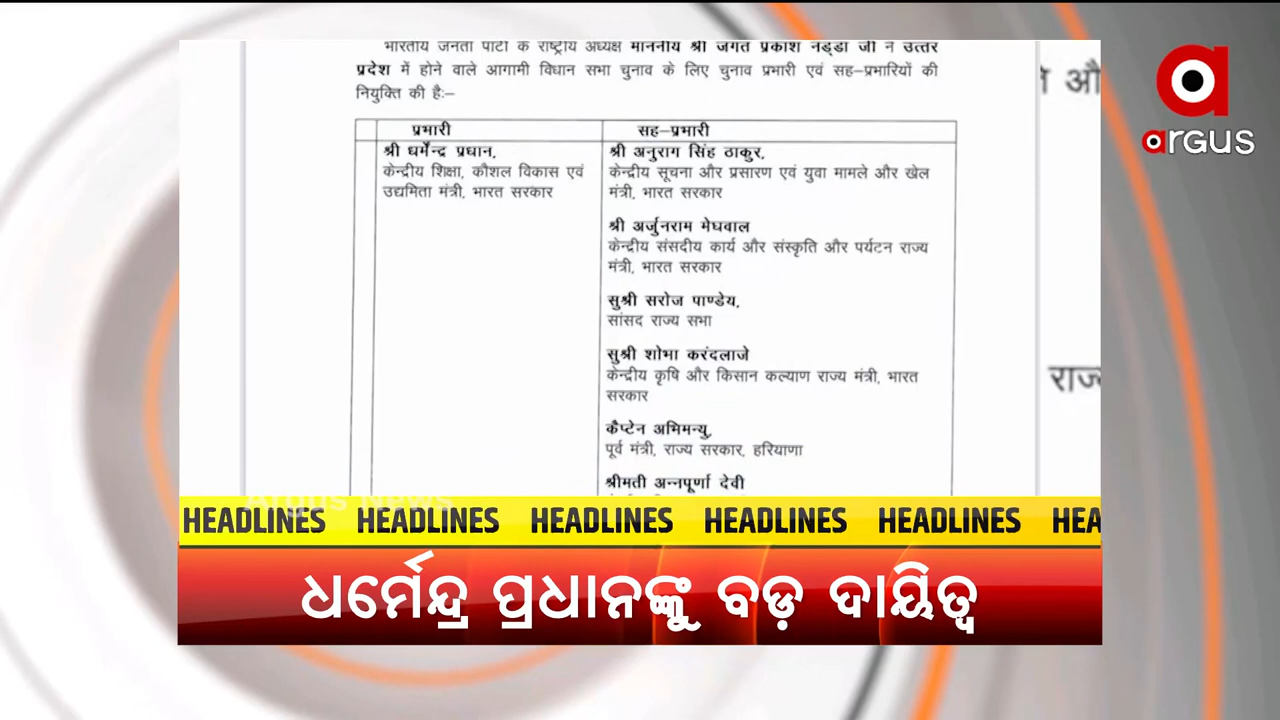 भारतीय जनता पार्टी के राष्ट्रीय अध्यक्ष माननीय श्री जगत प्रकाश नड्डा जी ने उत्तर
प्रदेश में होने वाले आगामी विधान सभा चुनाव के लिए चुनाव प्रभारी एवं सह-प्रभारियों की
नियुक्ति की है:-
प्रभारी
सह-प्रभारी
श्री धर्मेन्द्र प्रधान,
केन्द्रीय शिक्षा, कौशल विकास एवं
उद्यमिता मंत्री, भारत सरकार
श्री अनुराग सिंह ठाकुर,
केन्द्रीय सूचना और प्रसारण एवं युवा मामले और खेल
मंत्री, भारत सरकार
श्री अर्जुनराम मेघवाल
केन्द्रीय संसदीय कार्य और संस्कृति और पर्यटन राज्य
मंत्री, भारत सरकार
सुश्री सरोज पाण्डेय,
सांसद राज्य सभा
सुश्री शोभा करंदलाजे
केन्द्रीय कृषि और किसान कल्याण राज्य मंत्री, भारत
सरकार
कैप्टेन अभिमन्यु,
पूर्व मंत्री, राज्य सरकार, हरियाणा
श्रीमती अन्नपूर्णा देवी
argus
Argus News
HEADLINES HEADLINES HEADLINES HEADLINES HEADLINES HEA
ଧର୍ମେନ୍ଦ୍ର ପ୍ରଧାନଙ୍କୁ ବଡ଼ ଦାୟିତ୍ୱ